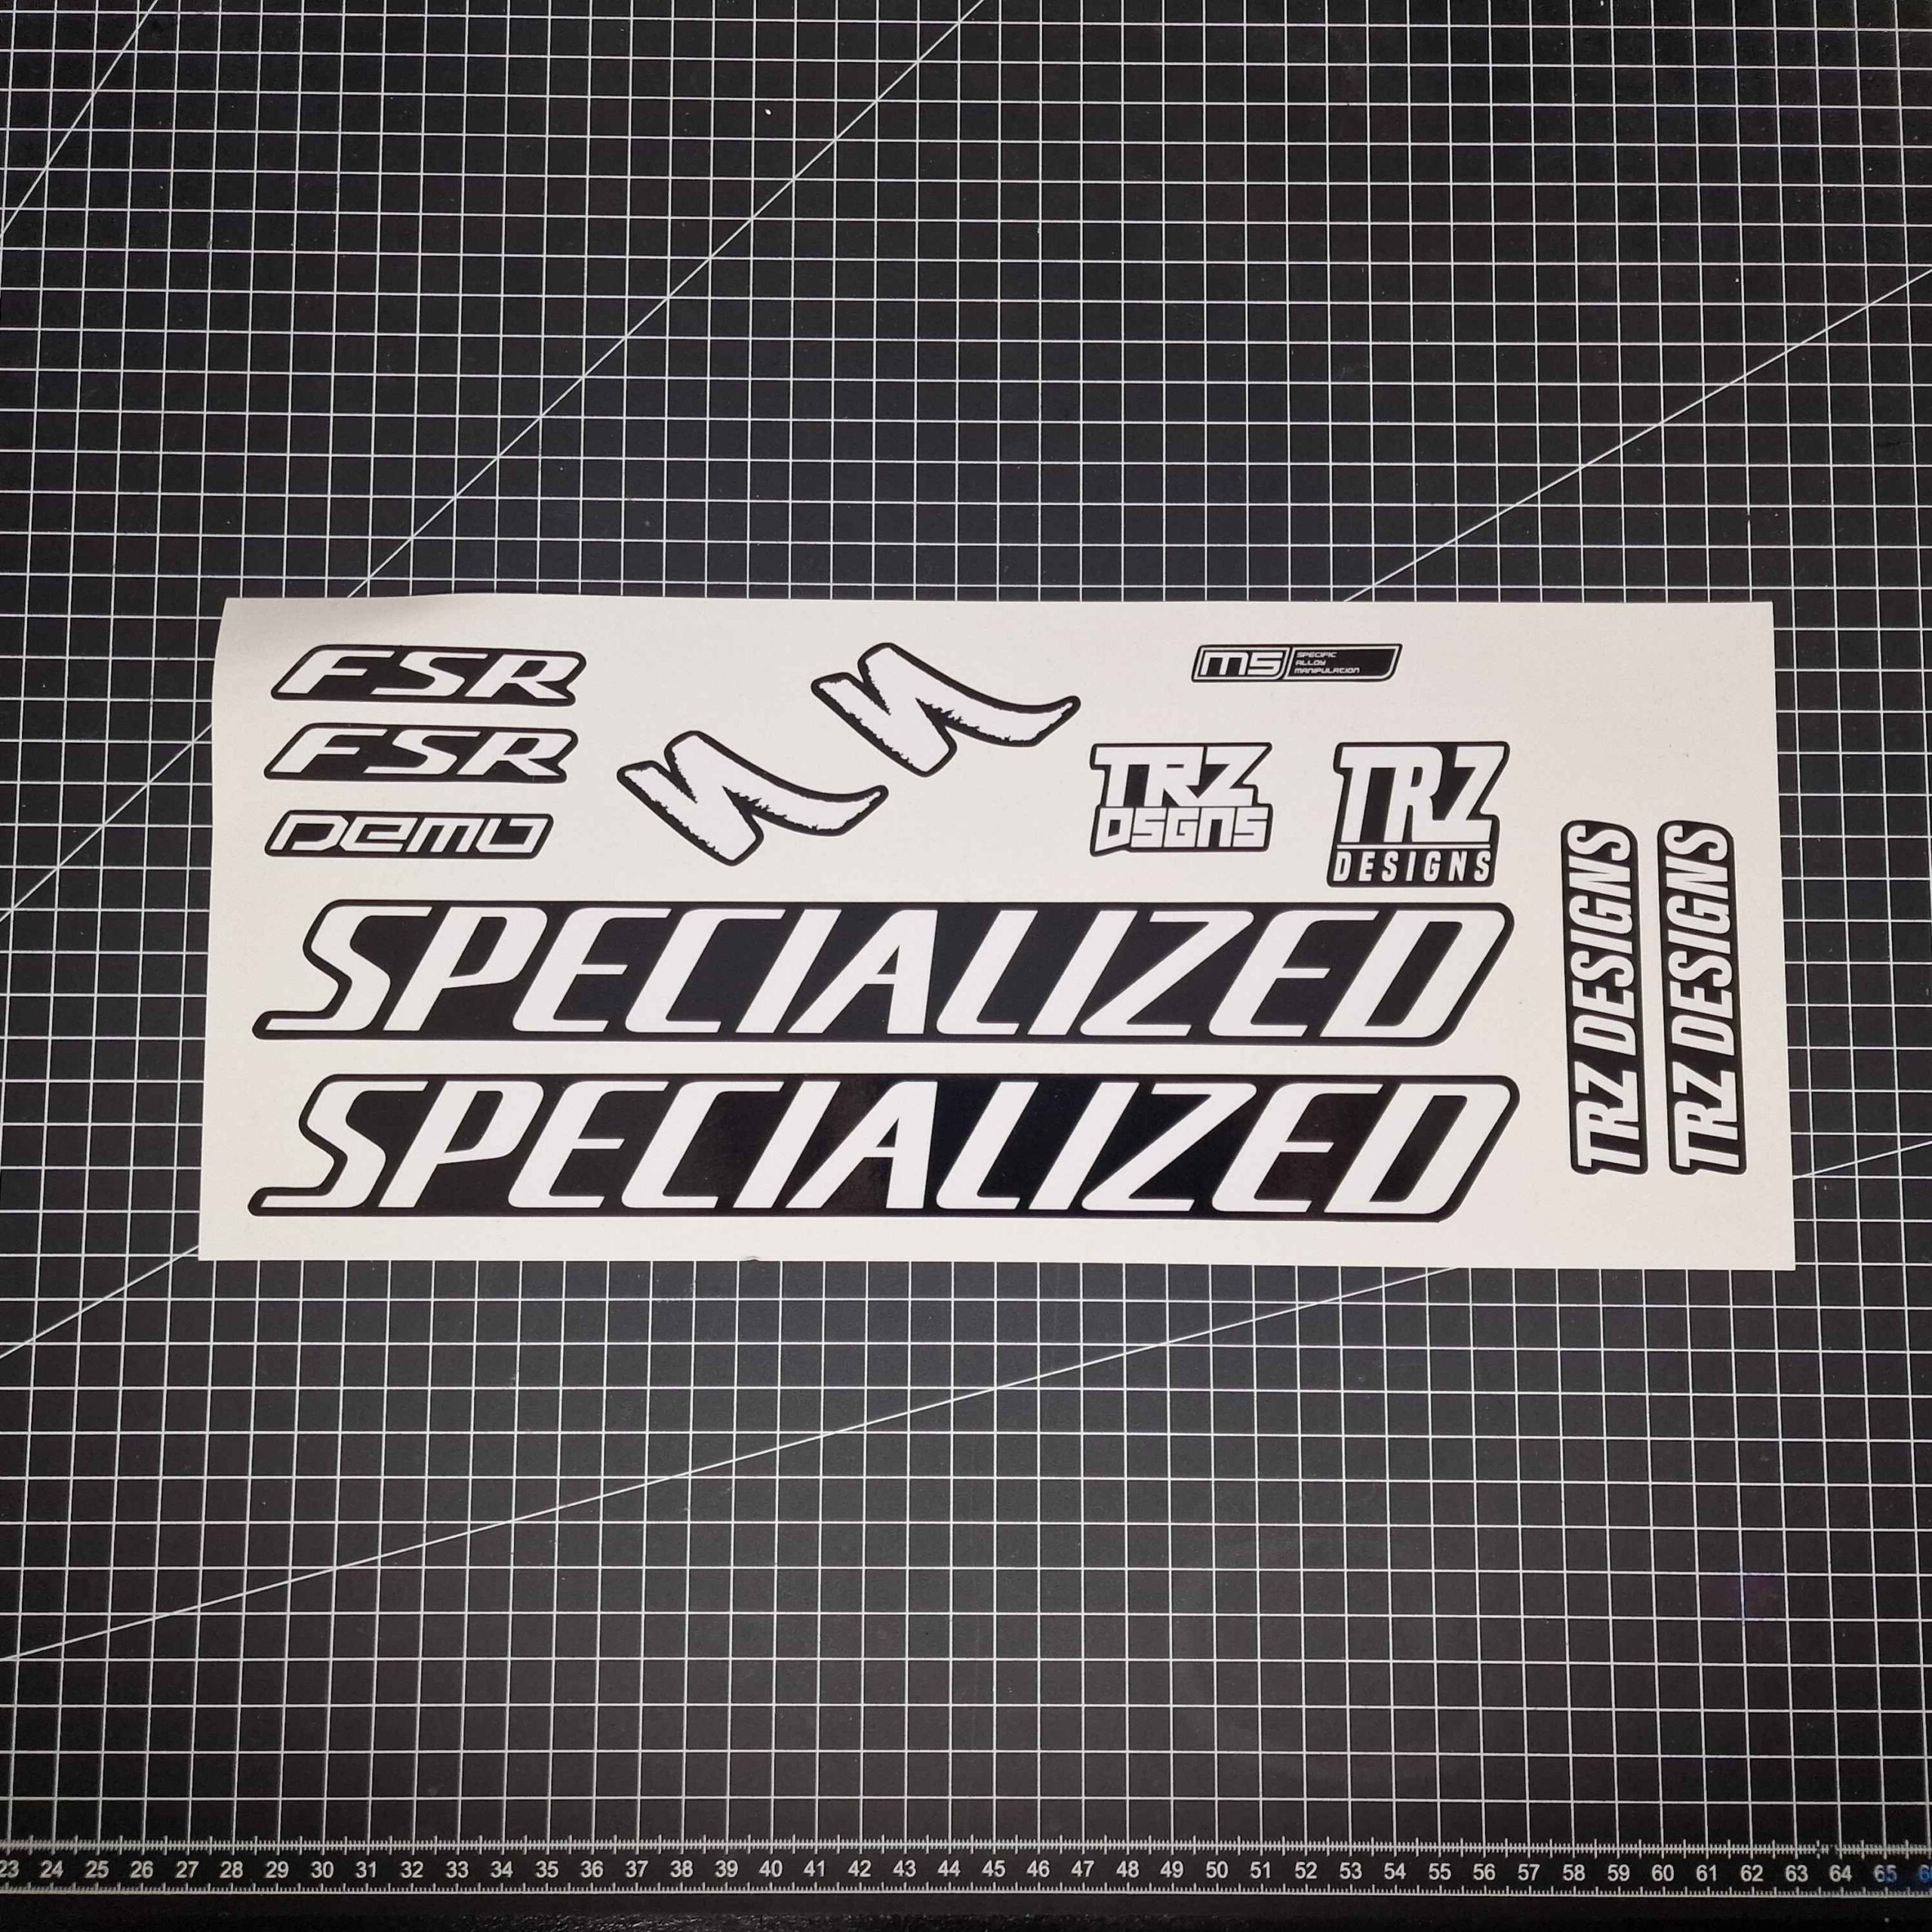 FSR
FSR
DEMO
M5
SPECIFIC
ALLOY
MANIPULATION
TRZ
DSGNS
TRZ
DESIGNS
SPECIALIZED
SPECIALIZED
TRZ DESIGNS
TRZ DESIGNS
23 24 25 26 27 28 29 30 31 32 33 34 35 36 37 38 39 40 41 42 43 44 45 46 47 48 49 50 51 52 53 54 55 56 57 58 59 60 61 62 63 64 65